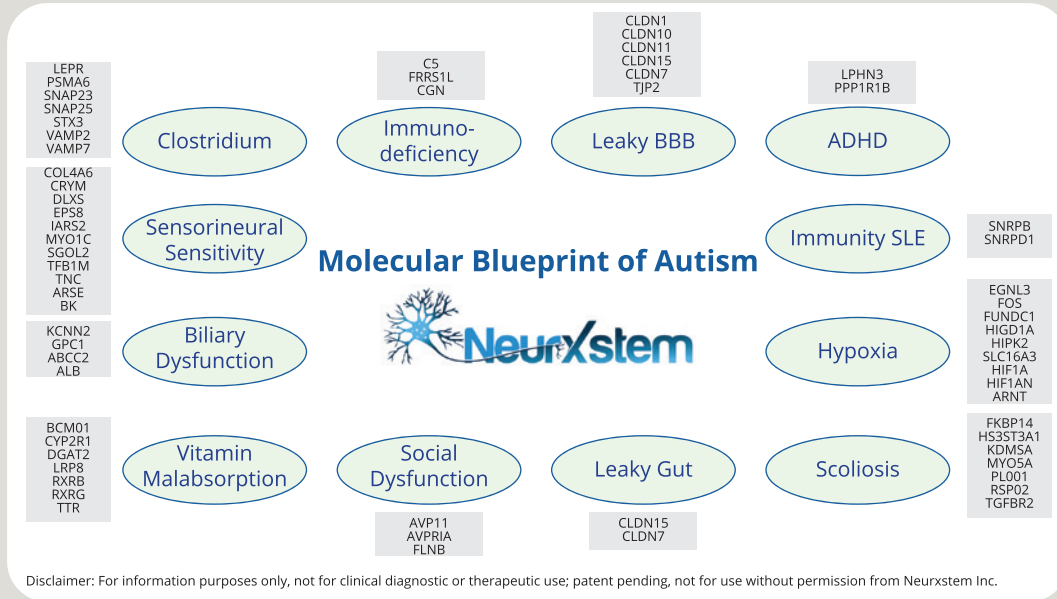 CLDN1
CLDN10
CLDN11
CLDN15
CLDN7
TJP2
C5
FRRS1L
CGN
LPHN3
PPP1R1B
LEPR
PSMA6
SNAP23
SNAP25
STX3
VAMP2
VAMP7
Clostridium
Immuno-
deficiency
Leaky BBB
ADHD
COL4A6
CRYM
DLXS
EPS8
IARS2
MYO1C
SGOL2
TFB1M
TNC
ARSE
BK
Sensorineural
Sensitivity
Immunity SLE
SNRPB
SNRPD1
Molecular Blueprint of Autism
NeurXstem
KCNN2
GPC1
ABCC2
ALB
Biliary
Dysfunction
Hypoxia
EGNL3
FOS
FUNDC1
HIGD1A
HIPK2
SLC16A3
HIF1A
HIF1AN
ARNT
BCM01
CYP2R1
DGAT2
LRP8
RXRB
RXRG
TTR
Vitamin
Malabsorption
Social
Dysfunction
Leaky Gut
Scoliosis
FKBP14
HS3ST3A1
KDMSA
MYO5A
PL001
RSP02
TGFBR2
AVP11
AVPRIA
FLNB
CLDN15
CLDN7
Disclaimer: For information purposes only, not for clinical diagnostic or therapeutic use; patent pending, not for use without permission from Neurxstem Inc.